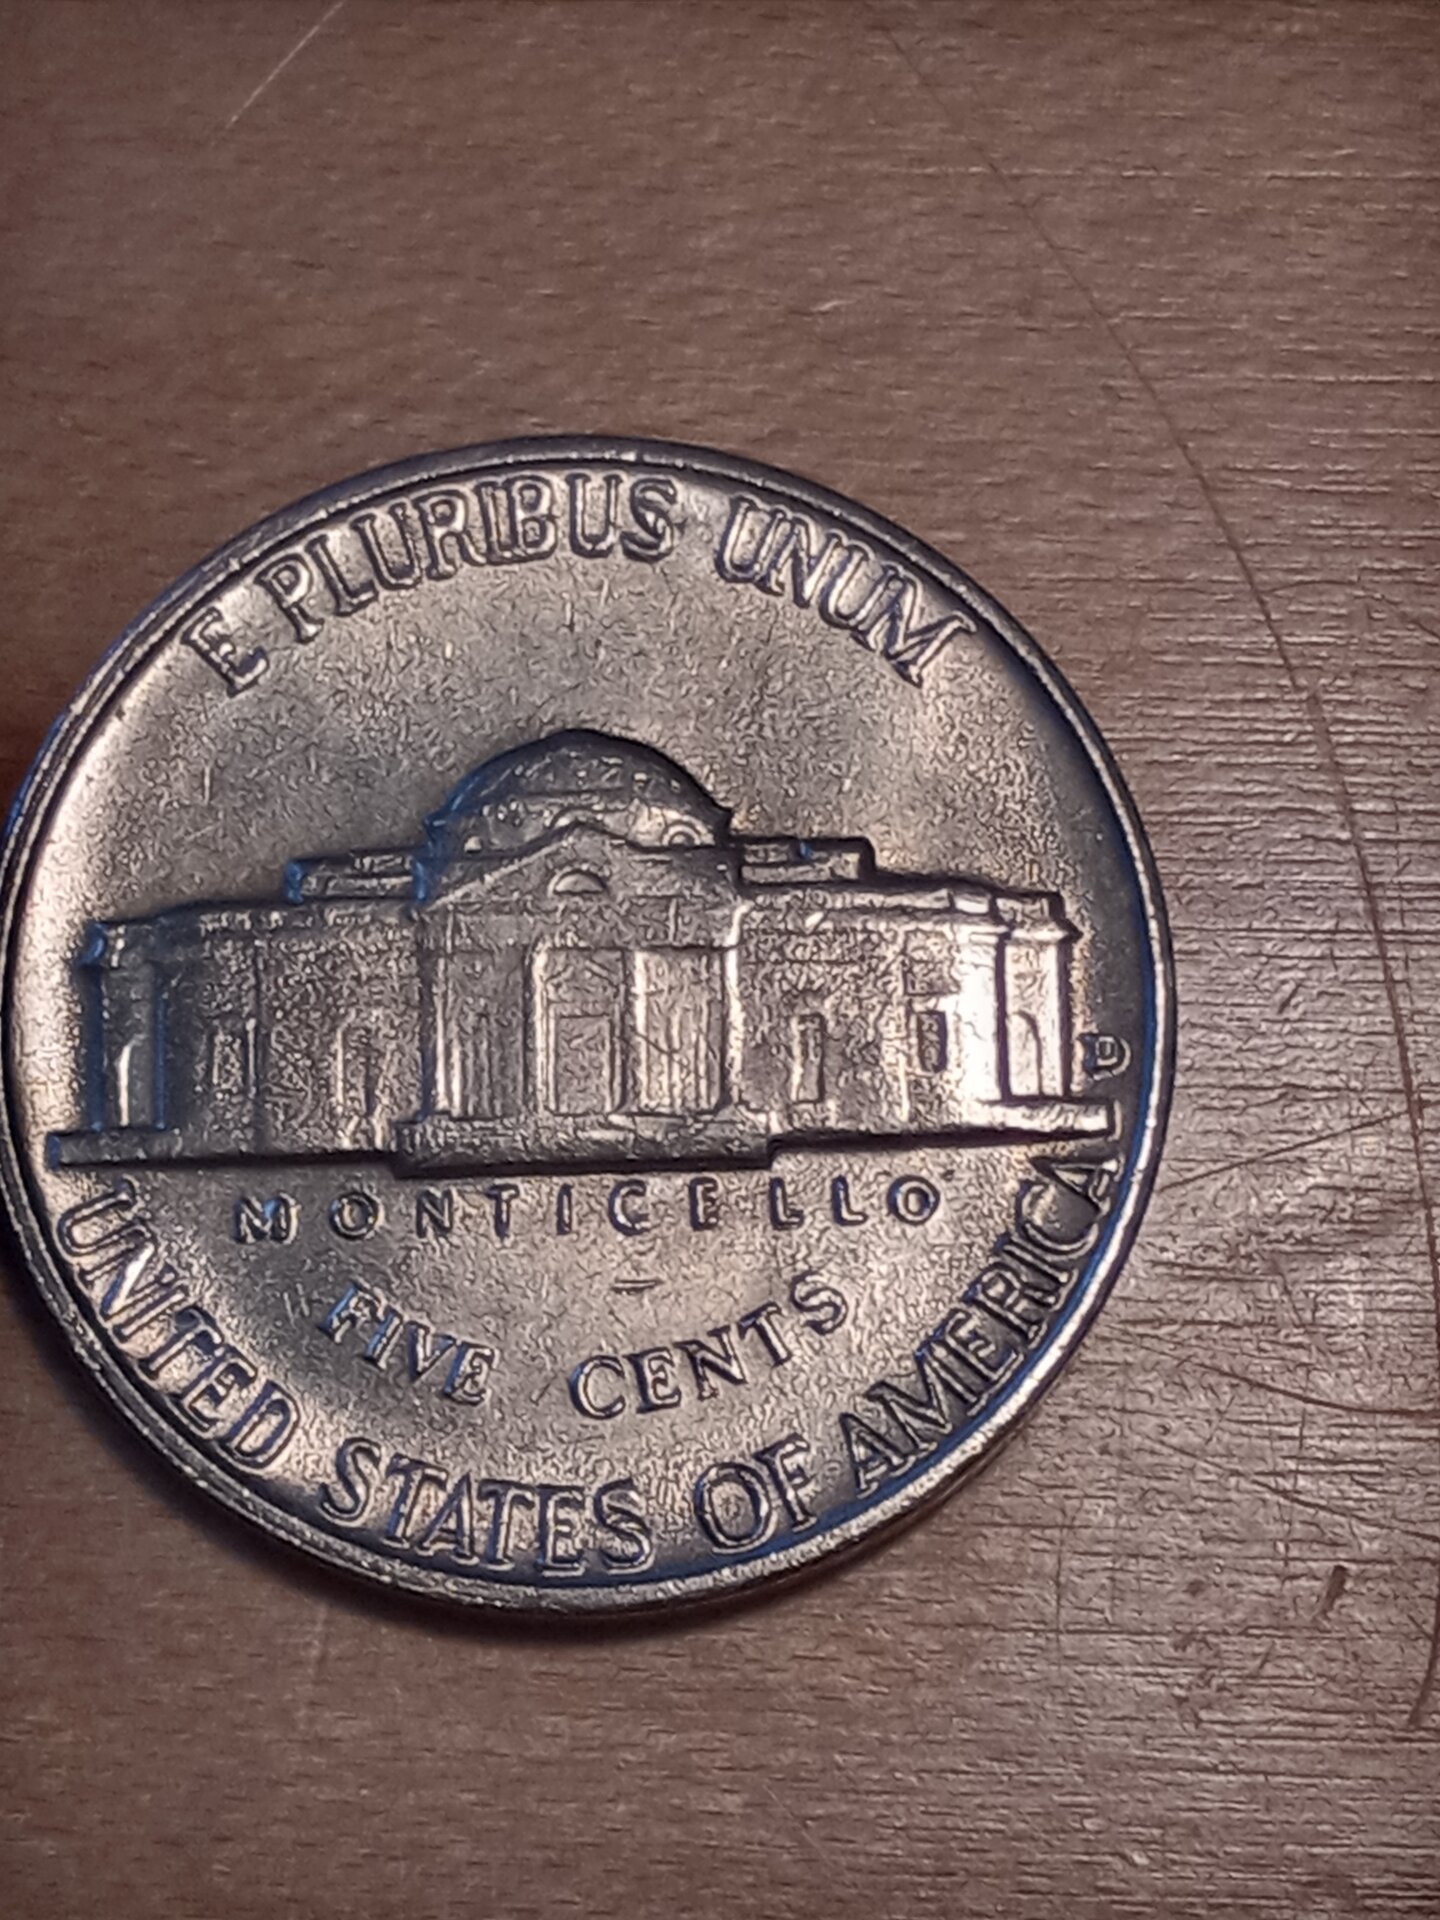 E PLURIBUS UNUM
D
MONTICELLO
FIVE CENTS
UNITED STATES OF AMERICA